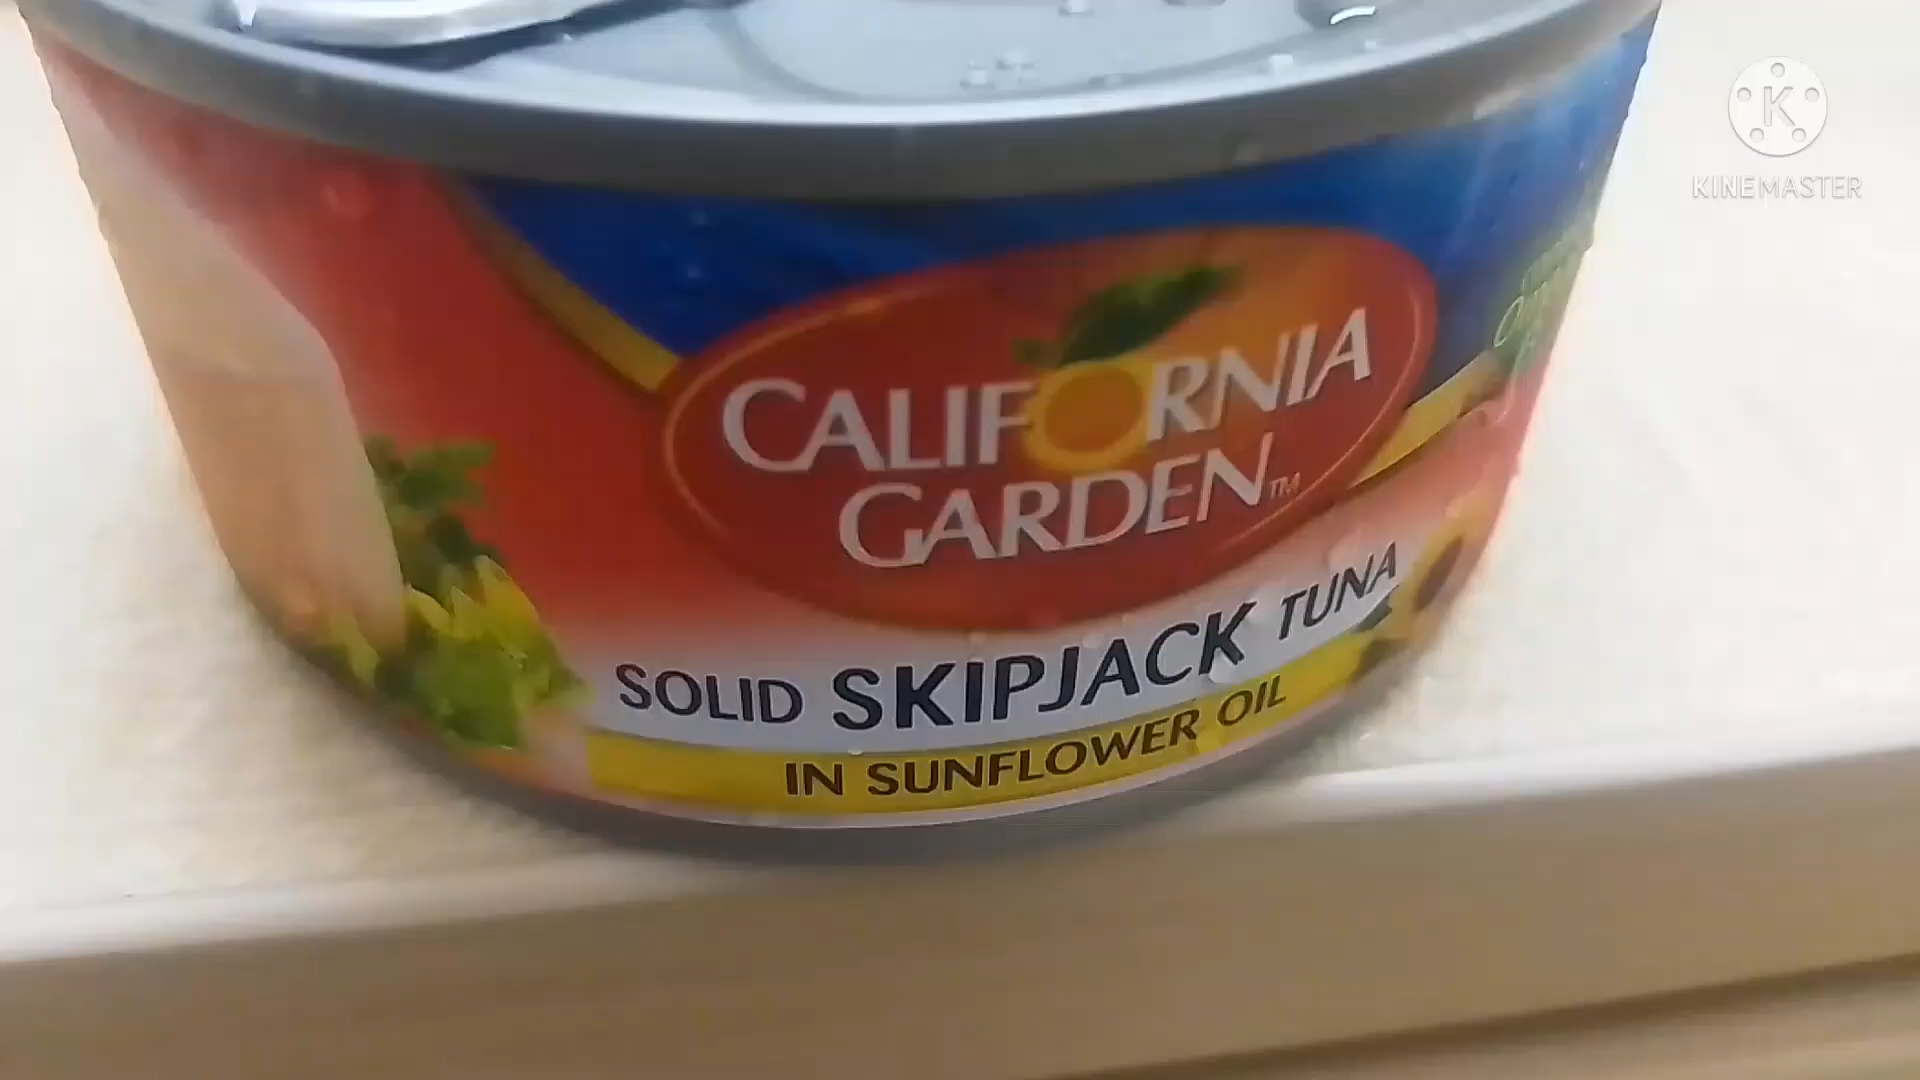 KINEMASTER
CALIFORNIA
GARDEN™
SOLID SKIPJACK TUNA
IN SUNFLOWER OIL